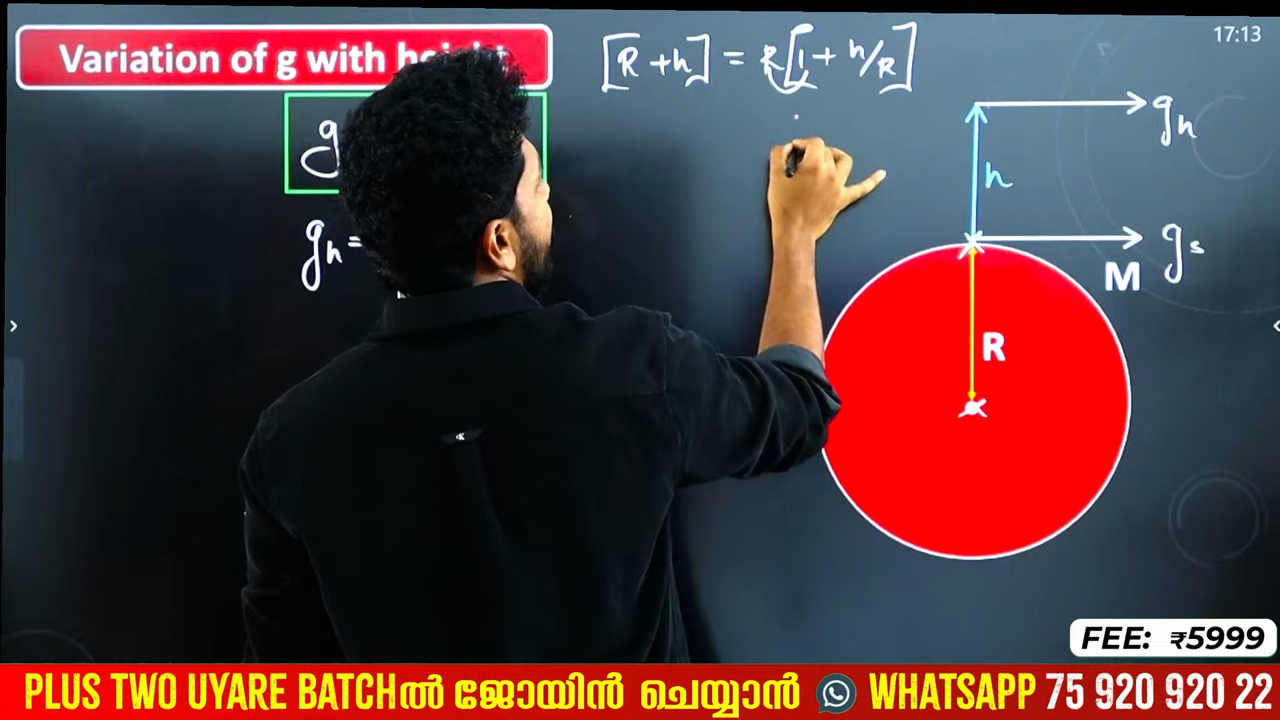 17:13
Variation of g with
[R + h] = R[1 + h/R]
gh
h
gs
M
gh =
R
FEE: ₹5999
PLUS TWO UYARE BATCHൽ ജോയിൻ ചെയ്യാൻ WHATSAPP 75 920 920 22